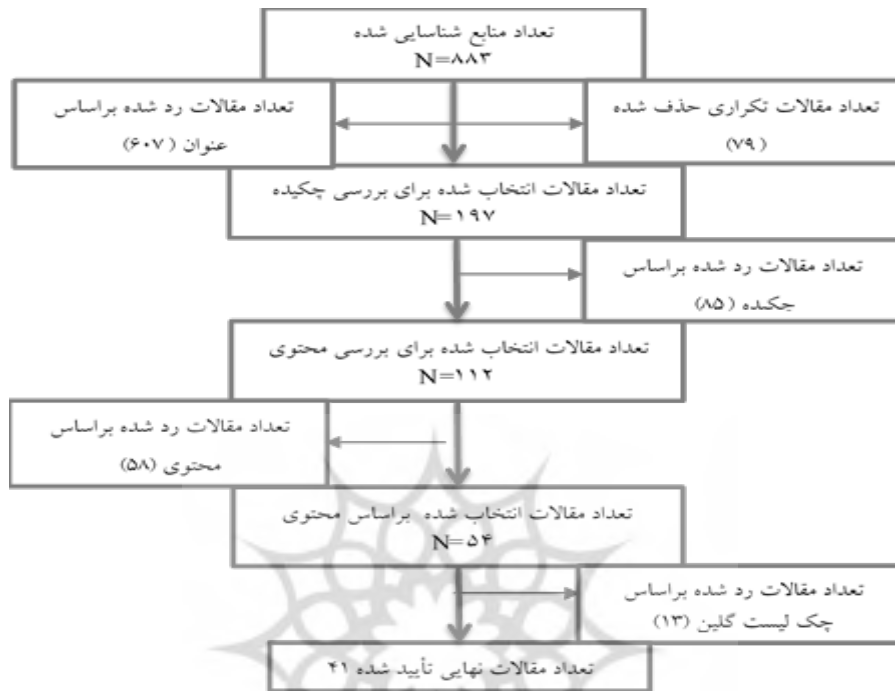 تعداد منابع شناسایی شده
N=۸۸۳
تعداد مقالات تکراری حذف شده
(۷۹)
تعداد مقالات رد شده براساس
عنوان (۶۰۷)
تعداد مقالات انتخاب شده برای بررسی چکیده
N=۱۹۷
تعداد مقالات رد شده براساس
جکیده (۸۵)
تعداد مقالات انتخاب شده برای بررسی محتوی
N=۱۱۲
تعداد مقالات رد شده براساس
محتوی (۵۸)
تعداد مقالات انتخاب شده براساس محتوی
N=۵۴
تعداد مقالات رد شده براساس
چک لیست گلین (۱۳)
تعداد مقالات نهایی تأیید شده ۴۱